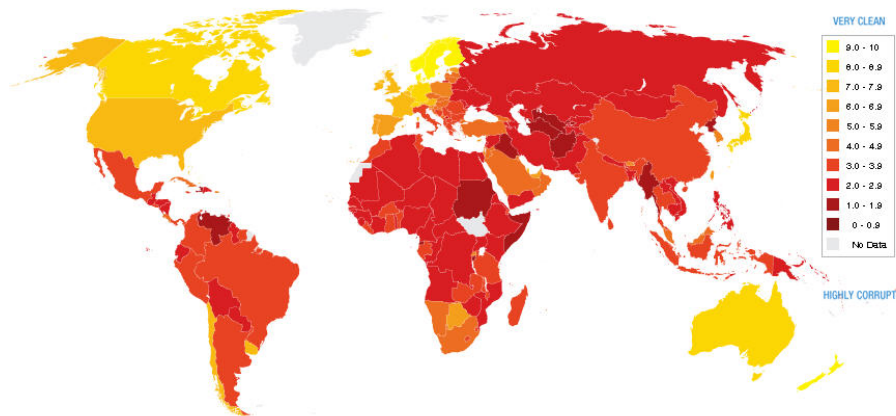 VERY CLEAN
9.0 - 10
8.0 - 8.9
7.0 - 7.9
6.0 - 6.9
5.0 - 5.9
4.0 - 4.9
3.0 - 3.9
2.0 - 2.9
1.0 - 1.9
0 - 0.9
No Data
HIGHLY CORRUPT